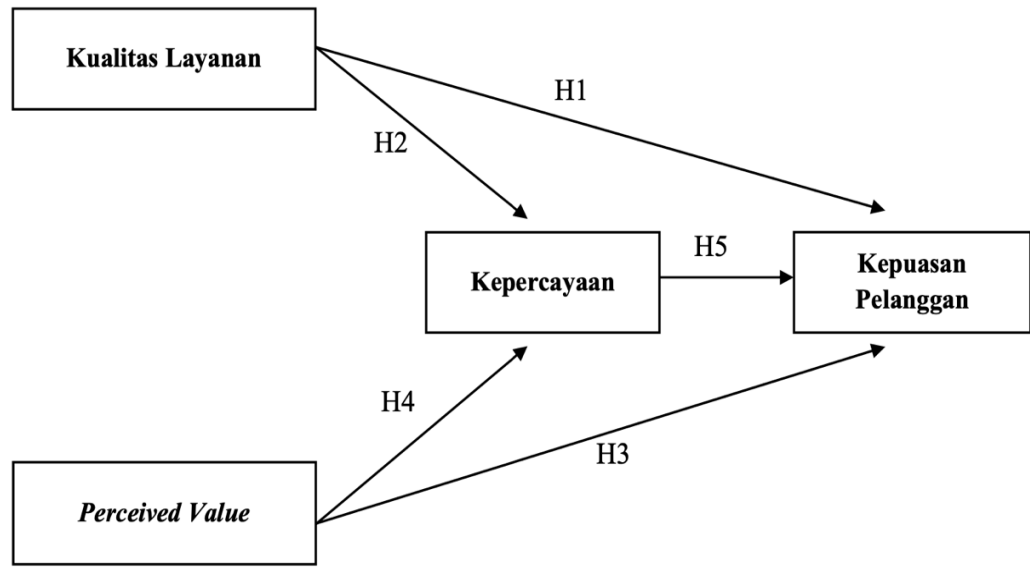 Kualitas Layanan
H1
H2
H5
Kepercayaan
Kepuasan
Pelanggan
H4
H3
Perceived Value